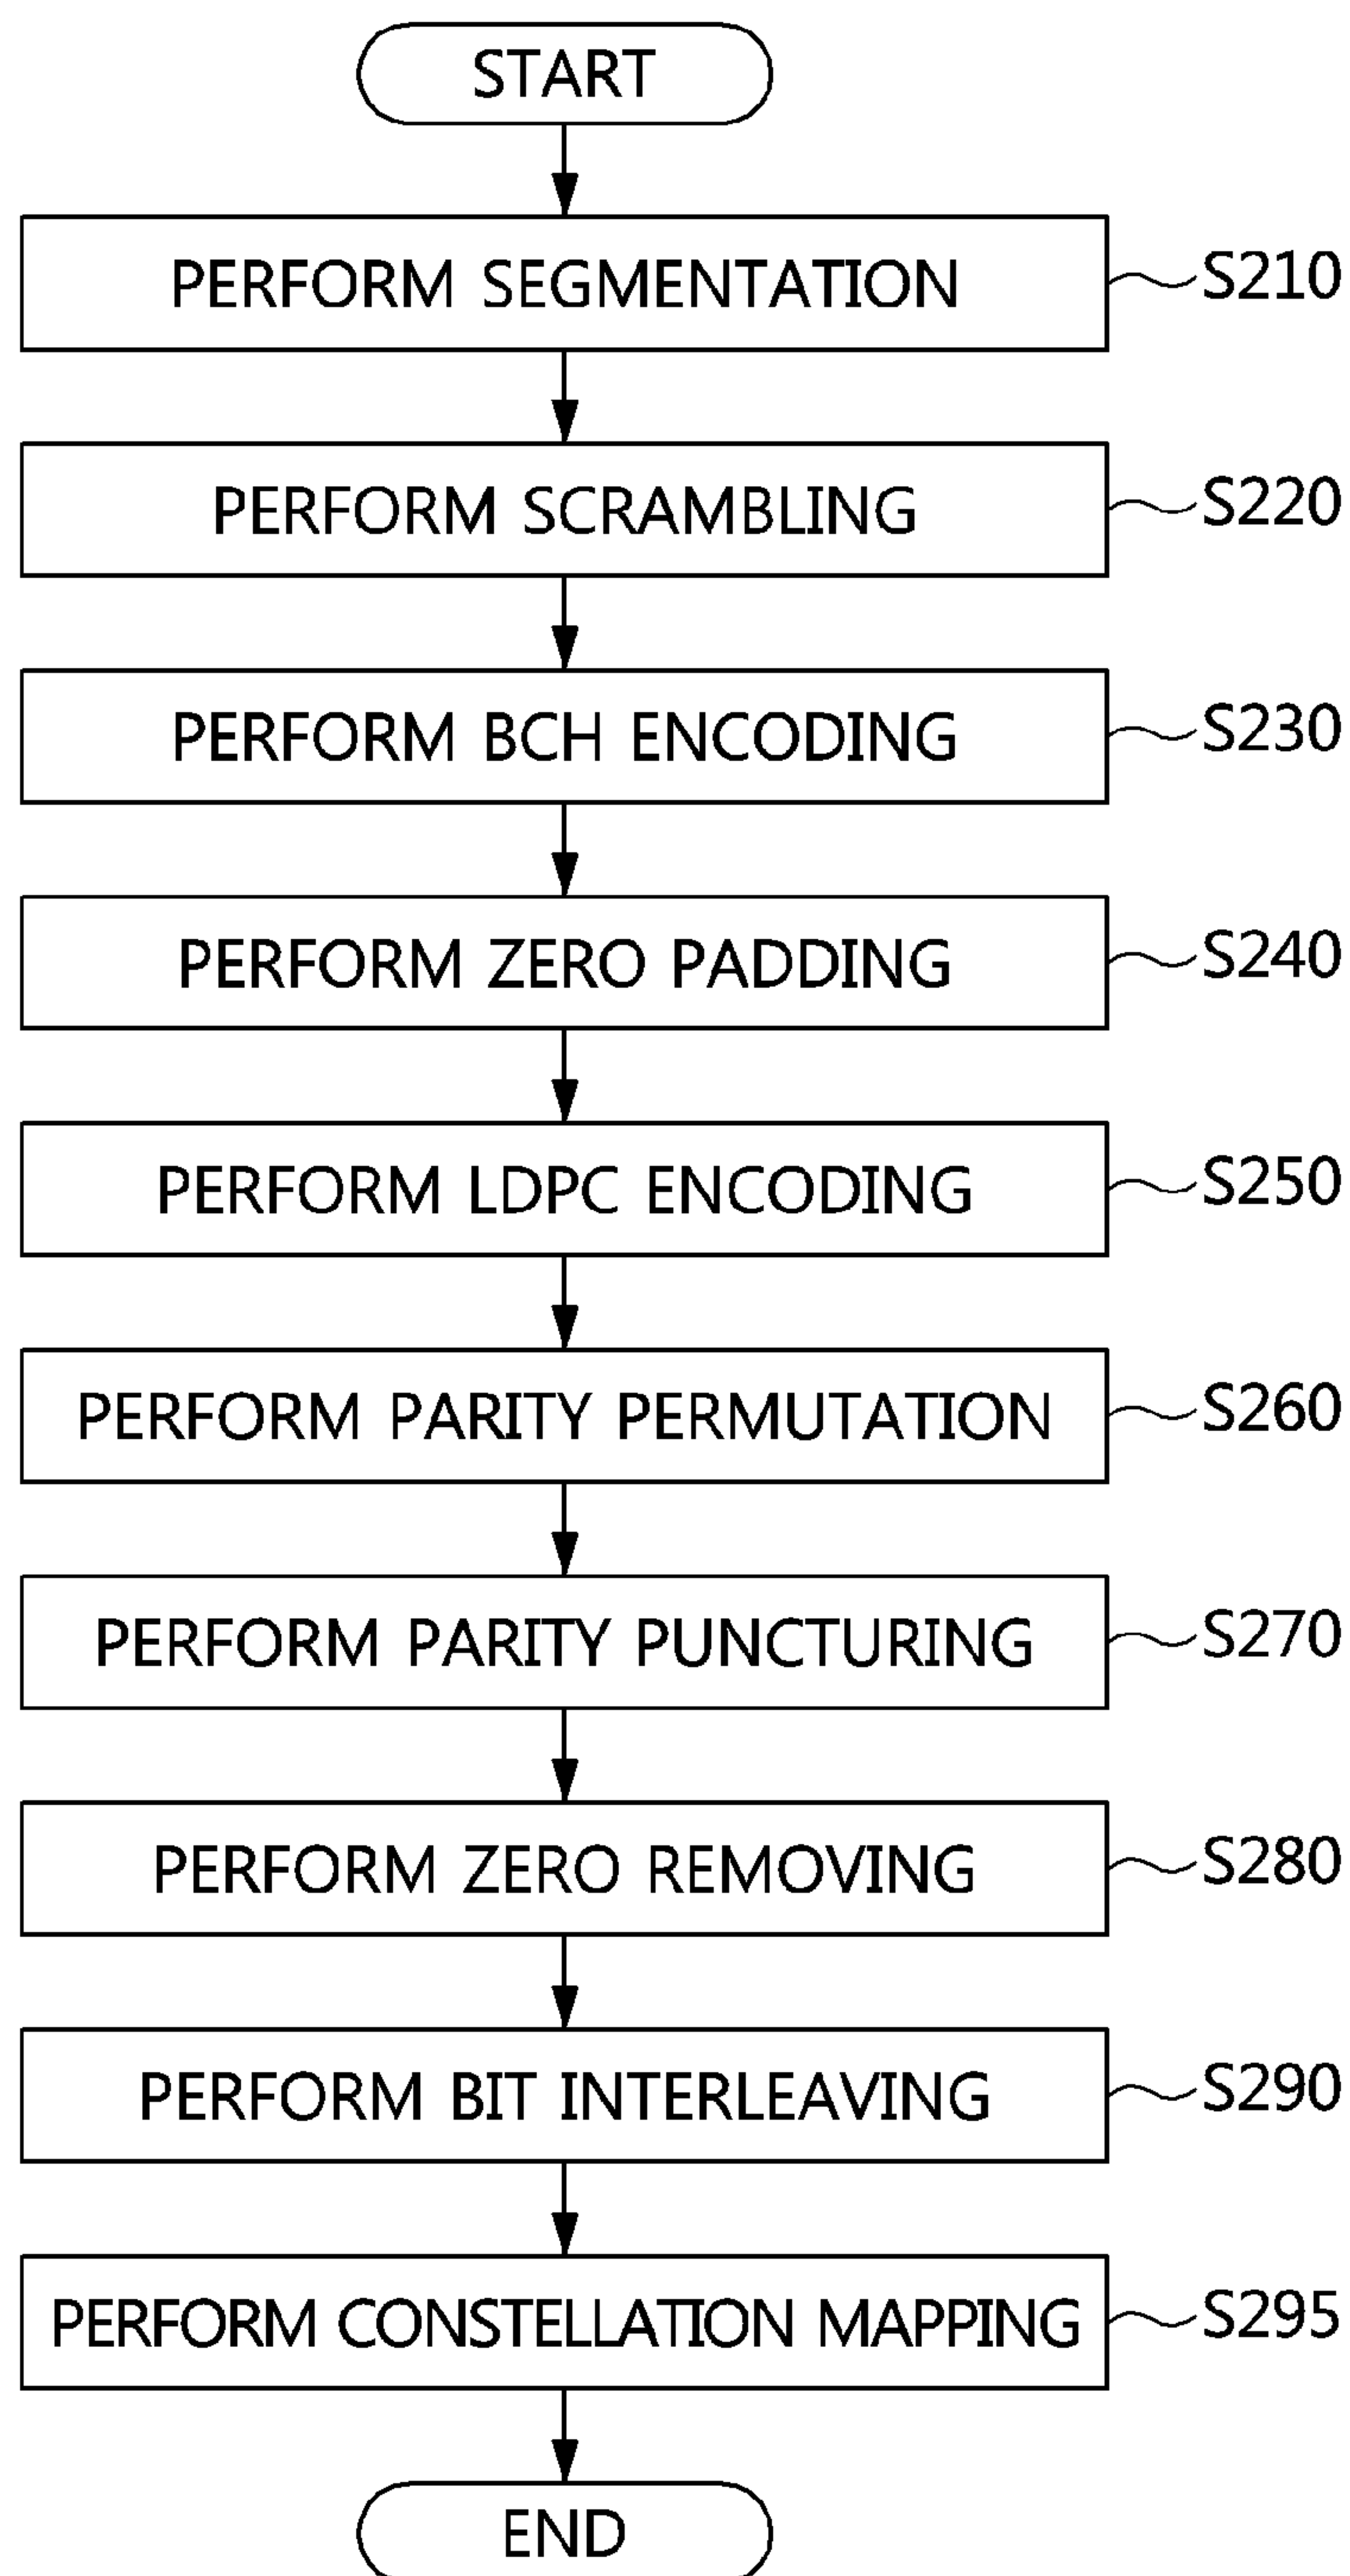 START
PERFORM SEGMENTATION S210
PERFORM SCRAMBLING S220
PERFORM BCH ENCODING S230
PERFORM ZERO PADDING S240
PERFORM LDPC ENCODING S250
PERFORM PARITY PERMUTATION S260
PERFORM PARITY PUNCTURING S270
PERFORM ZERO REMOVING S280
PERFORM BIT INTERLEAVING S290
PERFORM CONSTELLATION MAPPING S295
END